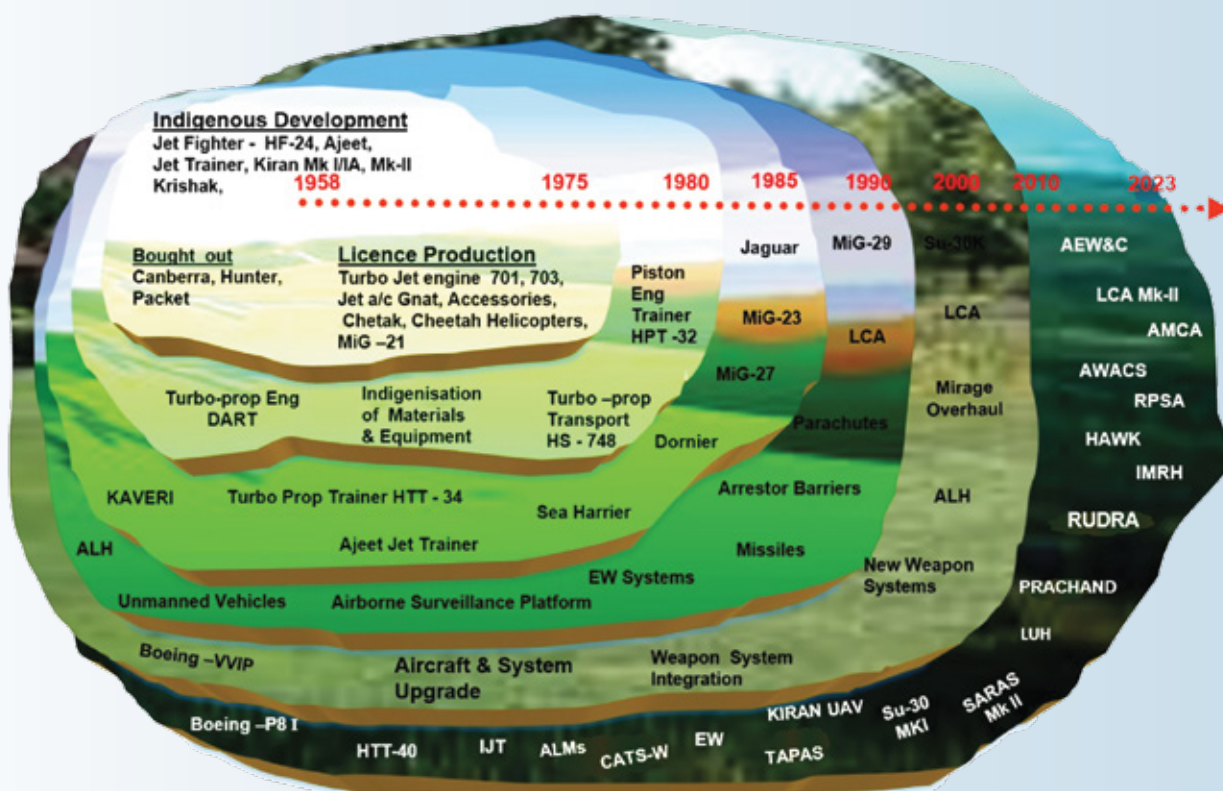 Indigenous Development
Jet Fighter - HF-24, Ajeet,
Jet Trainer, Kiran Mk I/IA, Mk-II
Krishak,
1958
1975
1980
1985
1990
2000
2010
2023
Bought out
Canberra, Hunter,
Packet
Licence Production
Turbo Jet engine 701, 703,
Jet a/c Gnat, Accessories,
Chetak, Cheetah Helicopters,
MiG –21
Piston
Eng
Trainer
HPT -32
Jaguar
MiG-23
MiG-27
MiG-29
LCA
Parachutes
Su-30K
LCA
Mirage
Overhaul
ALH
New Weapon
Systems
AEW&C
LCA Mk-II
AMCA
AWACS
RPSA
HAWK
IMRH
RUDRA
PRACHAND
LUH
Turbo-prop Eng
DART
Indigenisation
of Materials
& Equipment
Turbo –prop
Transport
HS - 748
Dornier
KAVERI
Turbo Prop Trainer HTT - 34
Sea Harrier
Arrestor Barriers
ALH
Ajeet Jet Trainer
EW Systems
Missiles
Unmanned Vehicles
Airborne Surveillance Platform
Boeing –VVIP
Aircraft & System
Upgrade
Weapon System
Integration
Boeing –P8 I
HTT-40
IJT
ALMs
CATS-W
EW
KIRAN UAV
TAPAS
Su-30
MKI
SARAS
Mk II